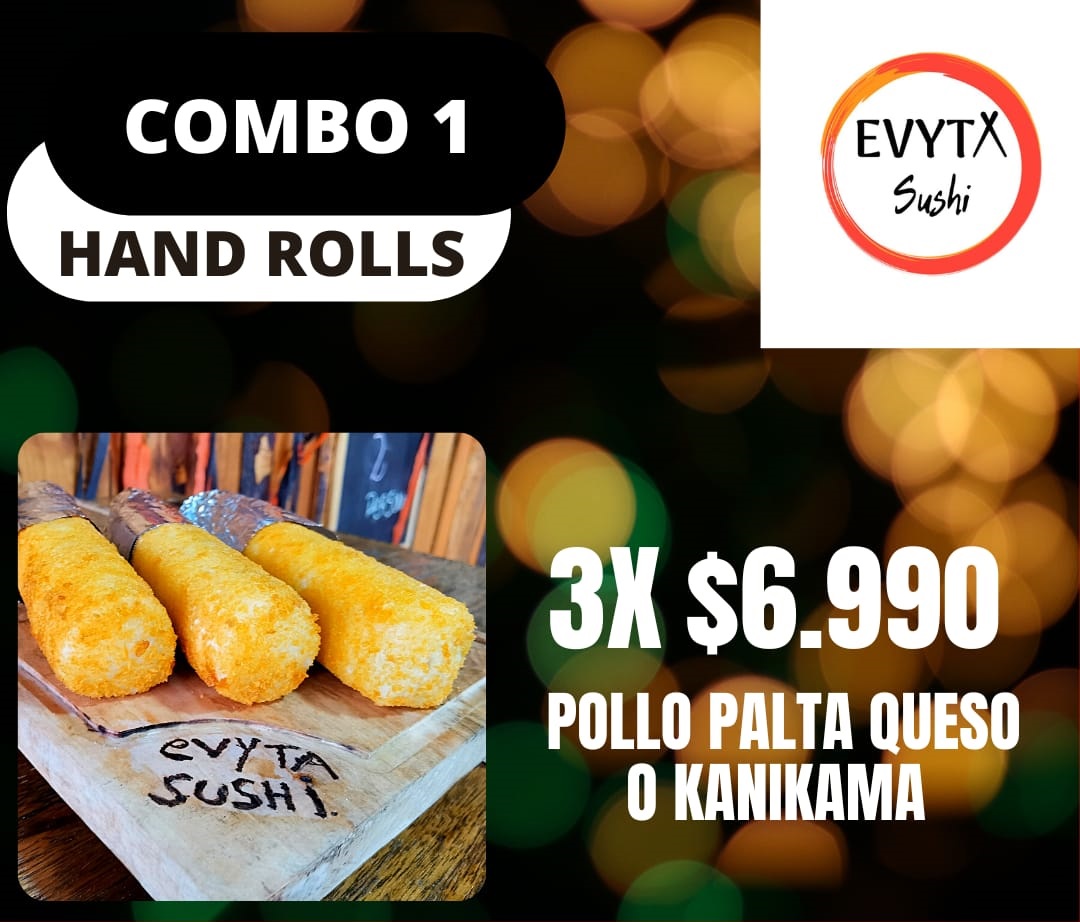 COMBO 1
HAND ROLLS
EVYTA
Sushi
3X $6.990
POLLO PALTA QUESO
O KANIKAMA
EVYTA
SUSHI.